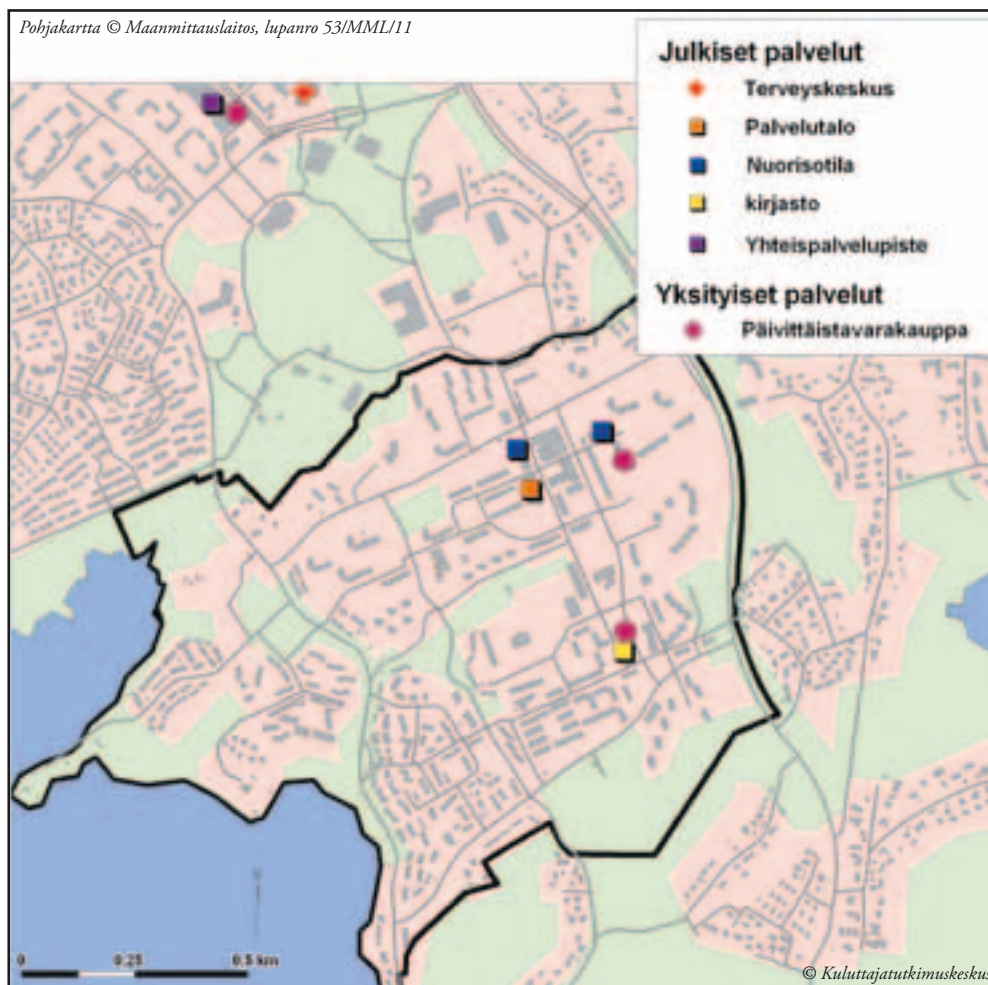 Pohjakartta © Maanmittauslaitos, lupanro 53/MML/11
Julkiset palvelut
Terveyskeskus
Palvelutalo
Nuorisotila
kirjasto
Yhteispalvelupiste
Yksityiset palvelut
Päivittäistavarakauppa
0 0,25 0,5 km
© Kuluttajatutkimuskeskus